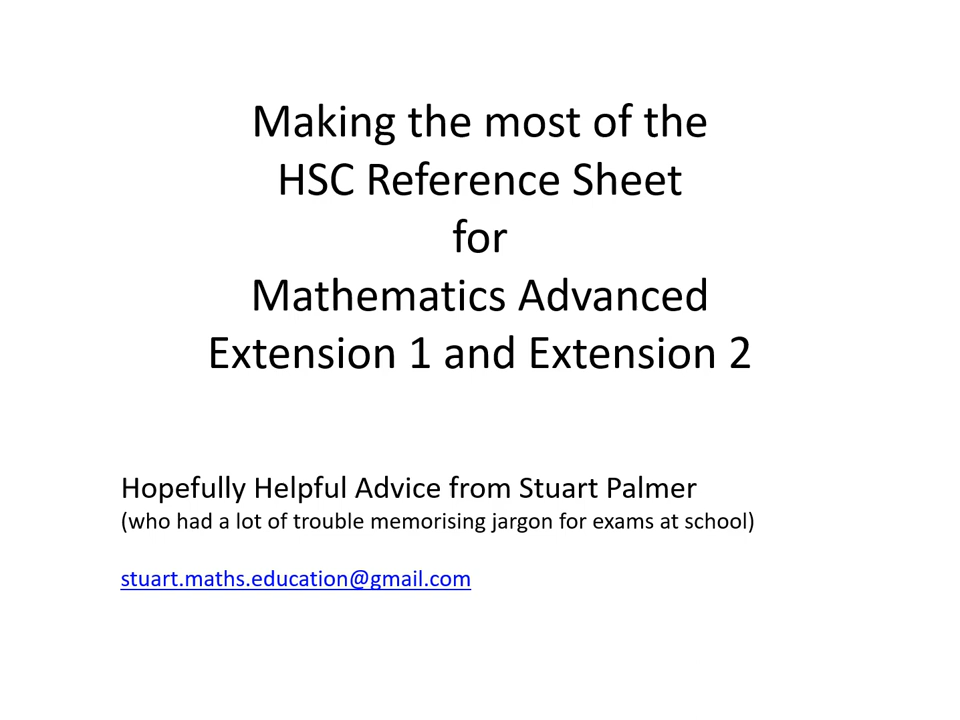 Making the most of the
HSC Reference Sheet
for
Mathematics Advanced
Extension 1 and Extension 2
Hopefully Helpful Advice from Stuart Palmer
(who had a lot of trouble memorising jargon for exams at school)
stuart.maths.education@gmail.com